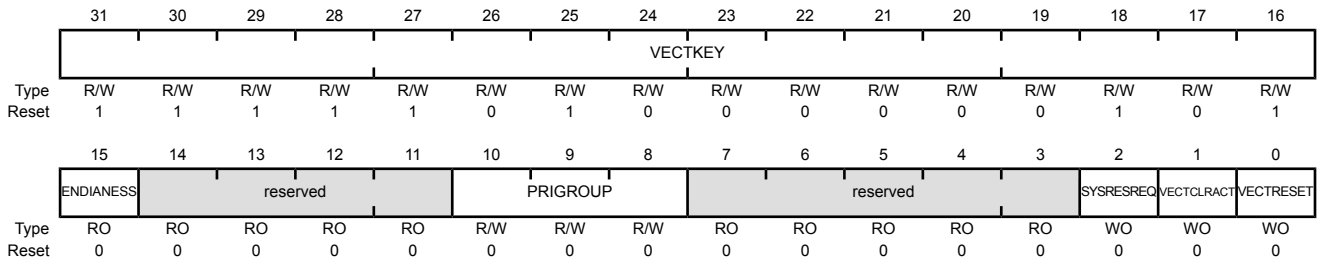 31 30 29 28 27 26 25 24 23 22 21 20 19 18 17 16
VECTKEY
Type R/W R/W R/W R/W R/W R/W R/W R/W R/W R/W R/W R/W R/W R/W R/W R/W
Reset 1 1 1 1 1 0 1 0 0 0 0 0 0 1 0 1
15 14 13 12 11 10 9 8 7 6 5 4 3 2 1 0
ENDIANESS reserved PRIGROUP reserved SYSRESREQ VECTCLRACT VECTRESET
Type RO RO RO RO RO R/W R/W R/W RO RO RO RO RO WO WO WO
Reset 0 0 0 0 0 0 0 0 0 0 0 0 0 0 0 0